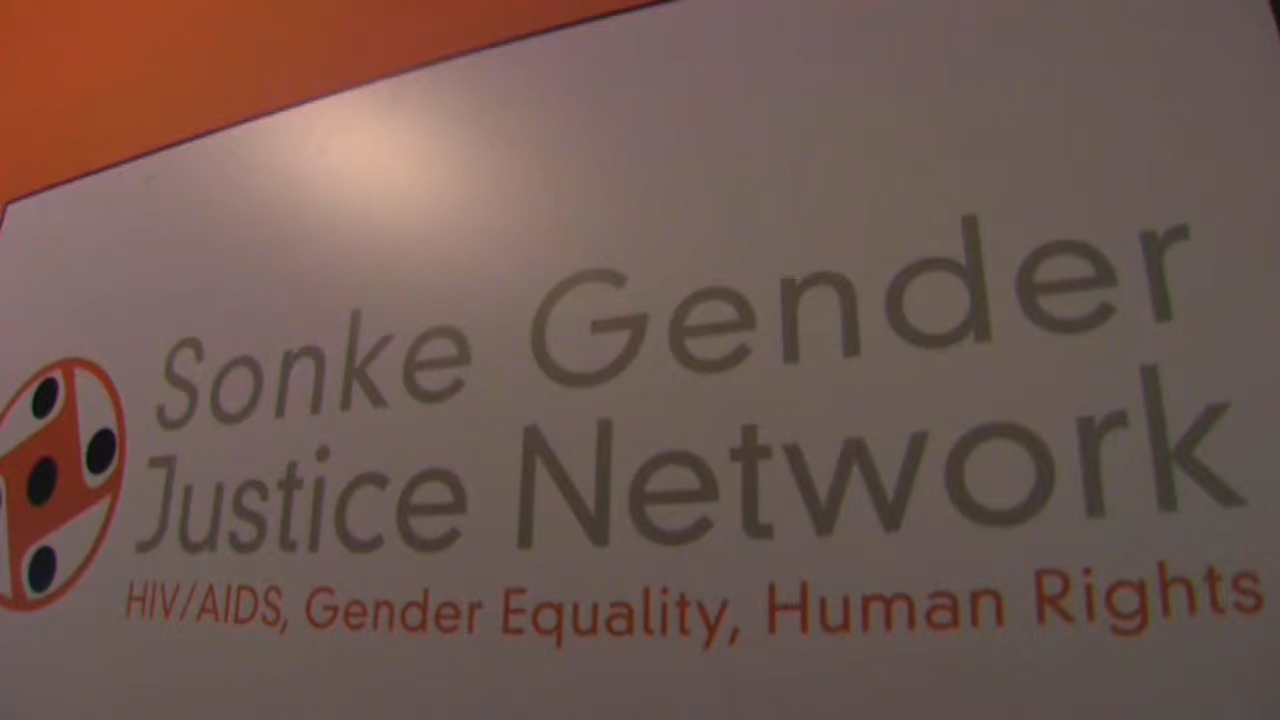 Sonke Gender
Justice Network
HIV/AIDS, Gender Equality, Human Rights